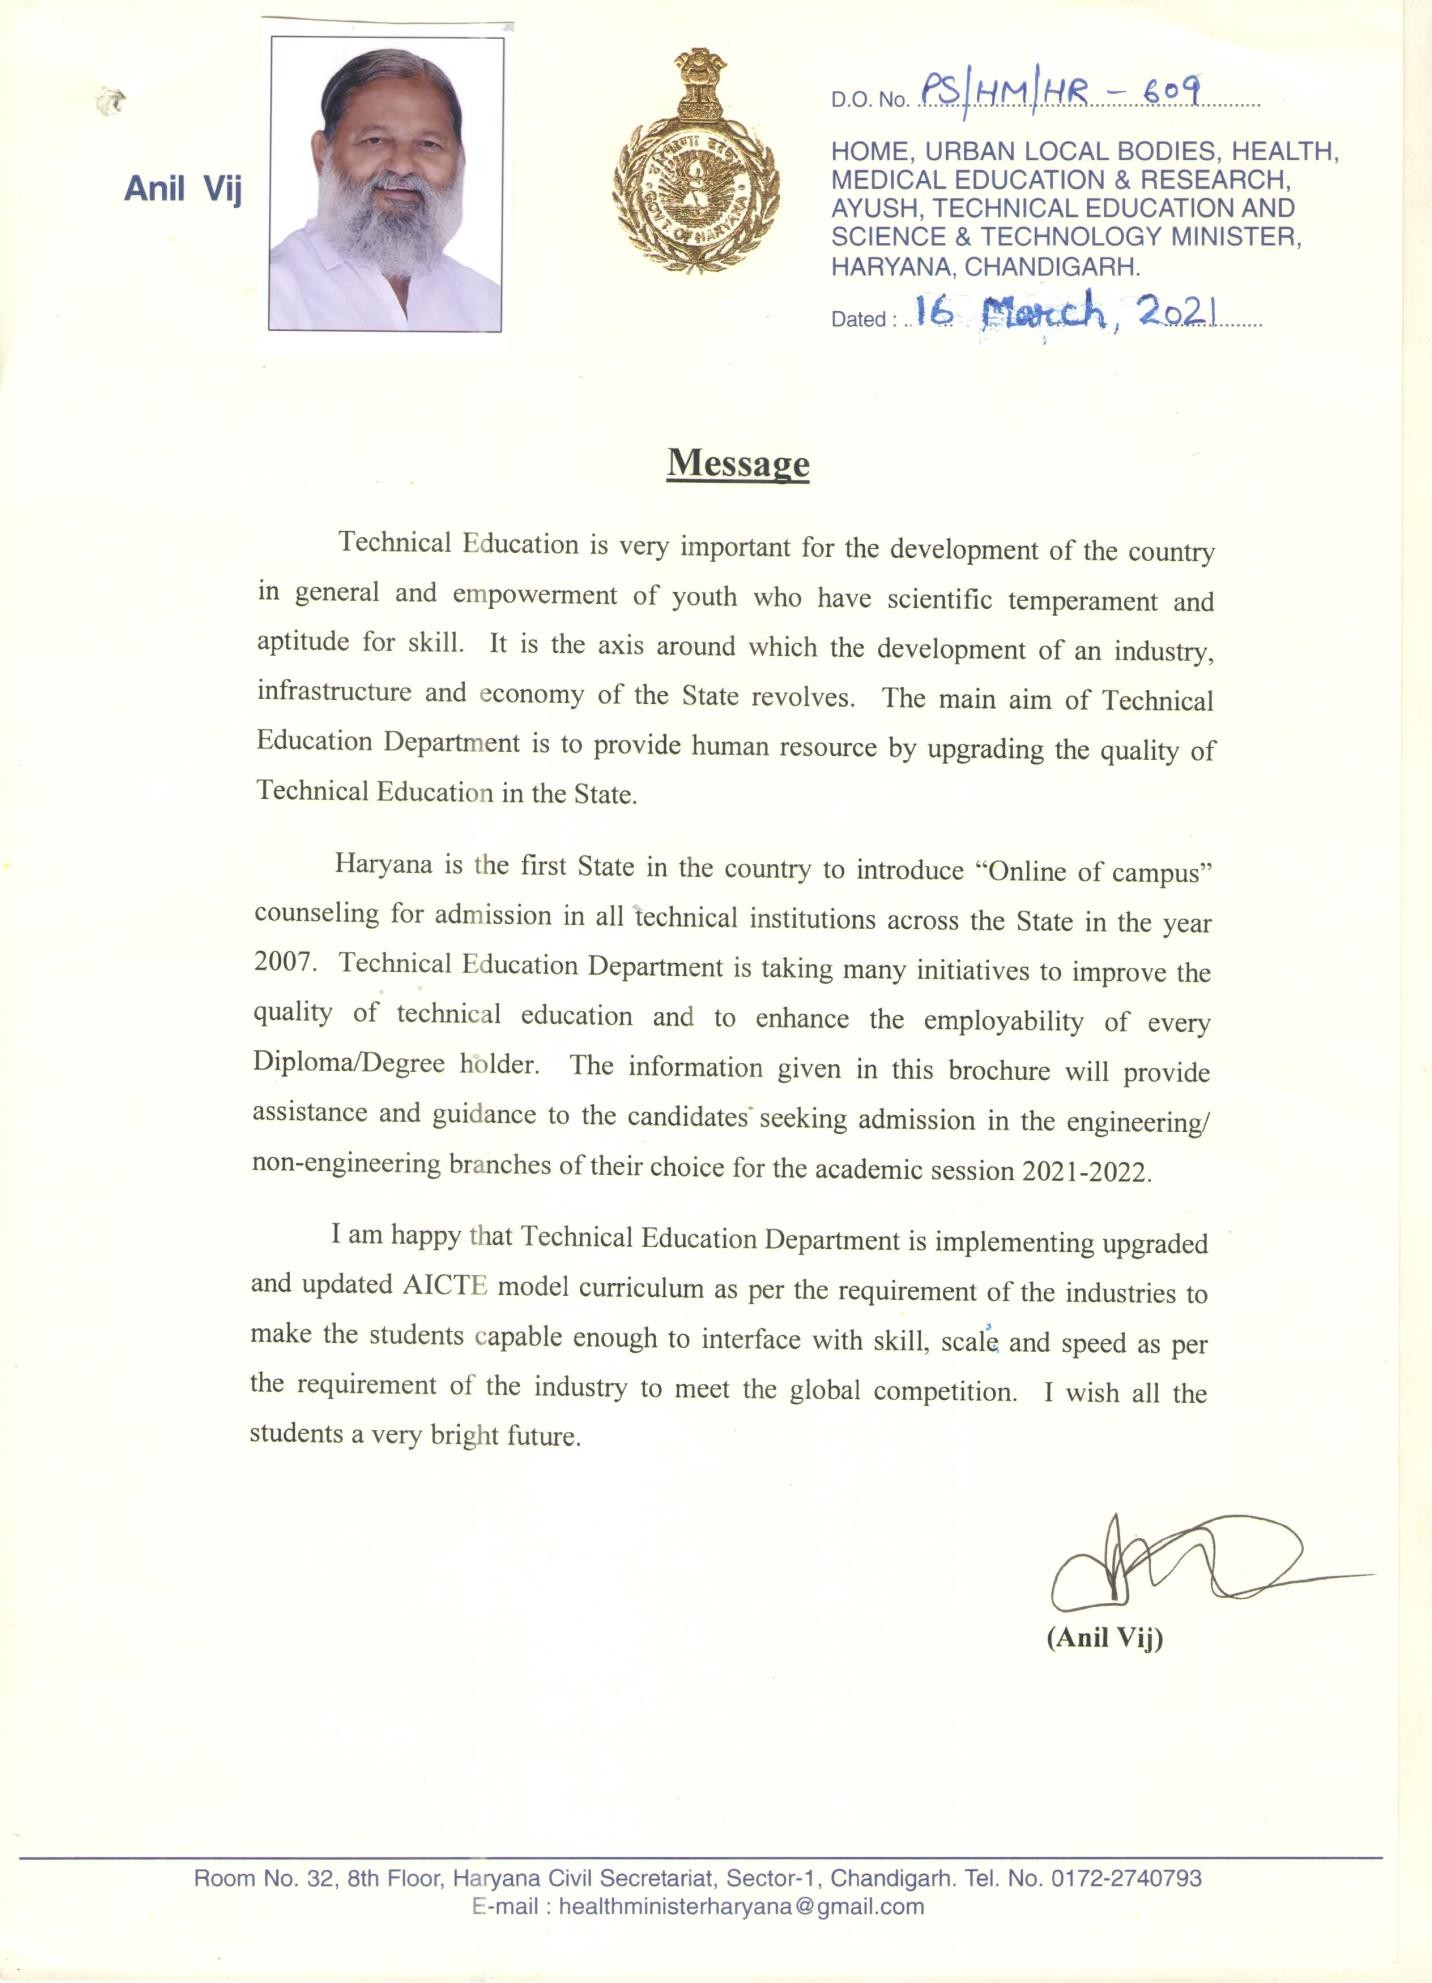 Anil Vij
हरियाणा सरकार
GOVT. OF HARYANA
D.O. No. PS/HM/HR - 609
HOME, URBAN LOCAL BODIES, HEALTH,
MEDICAL EDUCATION & RESEARCH,
AYUSH, TECHNICAL EDUCATION AND
SCIENCE & TECHNOLOGY MINISTER,
HARYANA, CHANDIGARH.
Dated : 16 March, 2021
Message
Technical Education is very important for the development of the country
in general and empowerment of youth who have scientific temperament and
aptitude for skill. It is the axis around which the development of an industry,
infrastructure and economy of the State revolves. The main aim of Technical
Education Department is to provide human resource by upgrading the quality of
Technical Education in the State.
Haryana is the first State in the country to introduce “Online of campus”
counseling for admission in all technical institutions across the State in the year
2007. Technical Education Department is taking many initiatives to improve the
quality of technical education and to enhance the employability of every
Diploma/Degree holder. The information given in this brochure will provide
assistance and guidance to the candidates seeking admission in the engineering/
non-engineering branches of their choice for the academic session 2021-2022.
I am happy that Technical Education Department is implementing upgraded
and updated AICTE model curriculum as per the requirement of the industries to
make the students capable enough to interface with skill, scale and speed as per
the requirement of the industry to meet the global competition. I wish all the
students a very bright future.
(Anil Vij)
Room No. 32, 8th Floor, Haryana Civil Secretariat, Sector-1, Chandigarh. Tel. No. 0172-2740793
E-mail : healthministerharyana@gmail.com